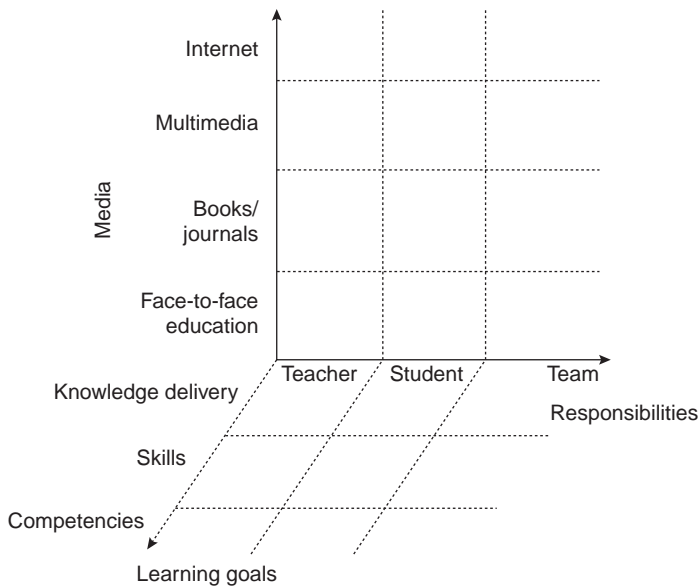 Internet
Multimedia
Media
Books/
journals
Face-to-face
education
Teacher
Student
Team
Knowledge delivery
Responsibilities
Skills
Competencies
Learning goals